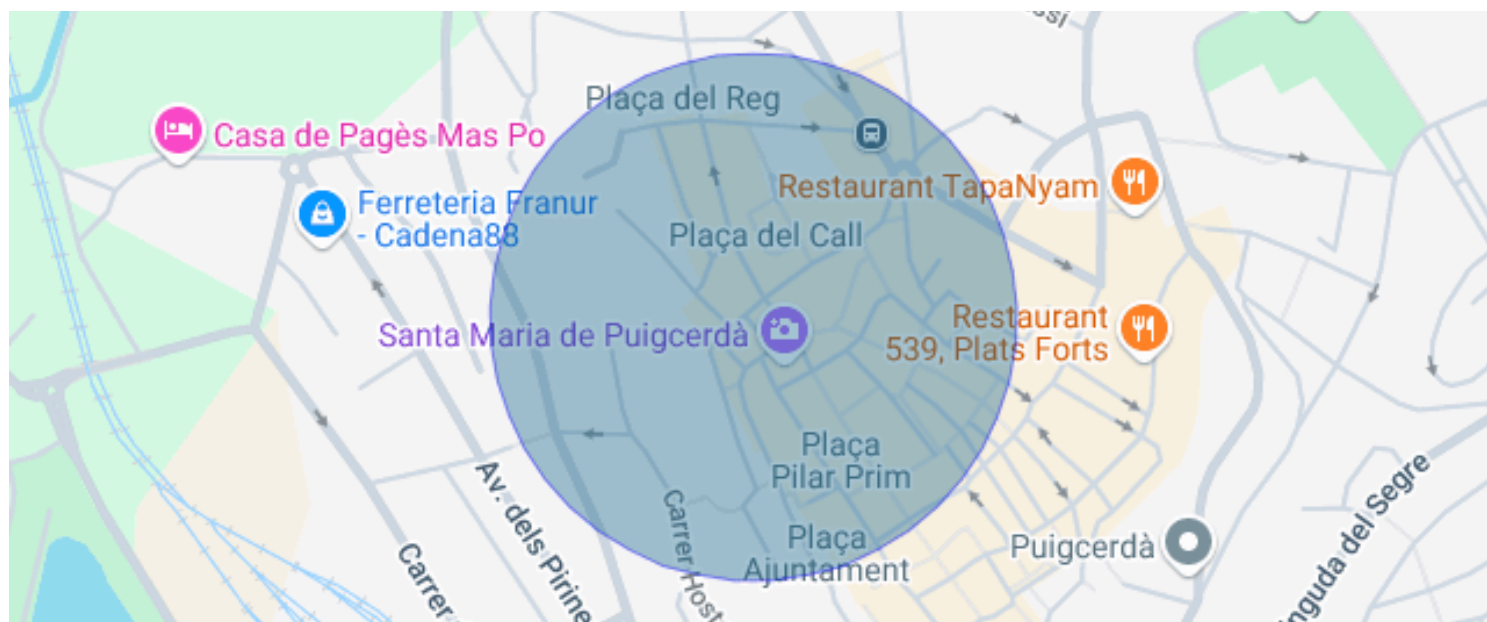 ssi
Plaça del Reg
Casa de Pagès Mas Po
Restaurant TapaNyam
Ferreteria Franur
- Cadena88
Plaça del Call
Santa Maria de Puigcerdà
Restaurant
539, Plats Forts
Plaça
Pilar Prim
Av. dels Pirine
Carrer Host
Carrer
Plaça
Ajuntament
Puigcerdà
inguda del Segre